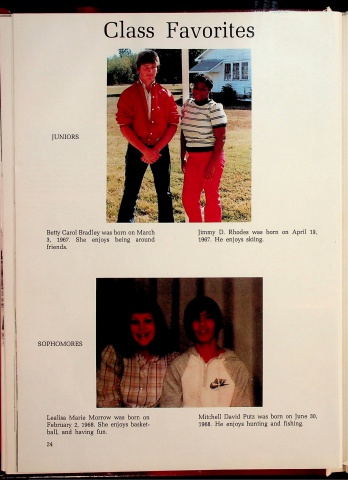 Class Favorites
JUNIORS
Betty Carol Bradley was born on March
3, 1967. She enjoys being around
friends.
Jimmy D. Rhodes was born on April 19,
1967. He enjoys skiing.
SOPHOMORES
Lealisa Marie Morrow was born on
February 2, 1968. She enjoys basket-
ball, and having fun.
Mitchell David Putz was born on June 30,
1968. He enjoys hunting and fishing.
24